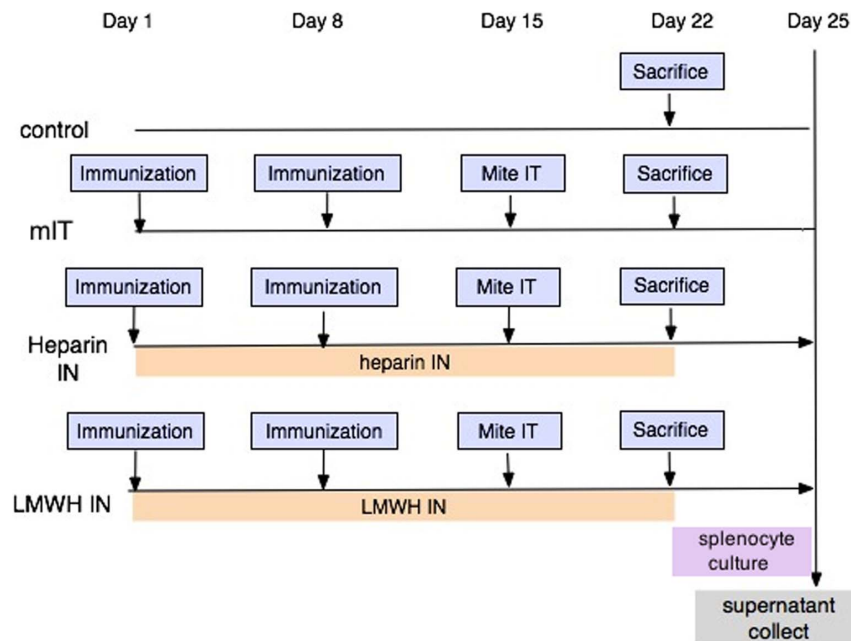 Day 1 Day 8 Day 15 Day 22 Day 25
Sacrifice
control
Immunization Immunization Mite IT Sacrifice
mIT
Immunization Immunization Mite IT Sacrifice
Heparin
IN
heparin IN
Immunization Immunization Mite IT Sacrifice
LMWH IN
LMWH IN
splenocyte
culture
supernatant
collect